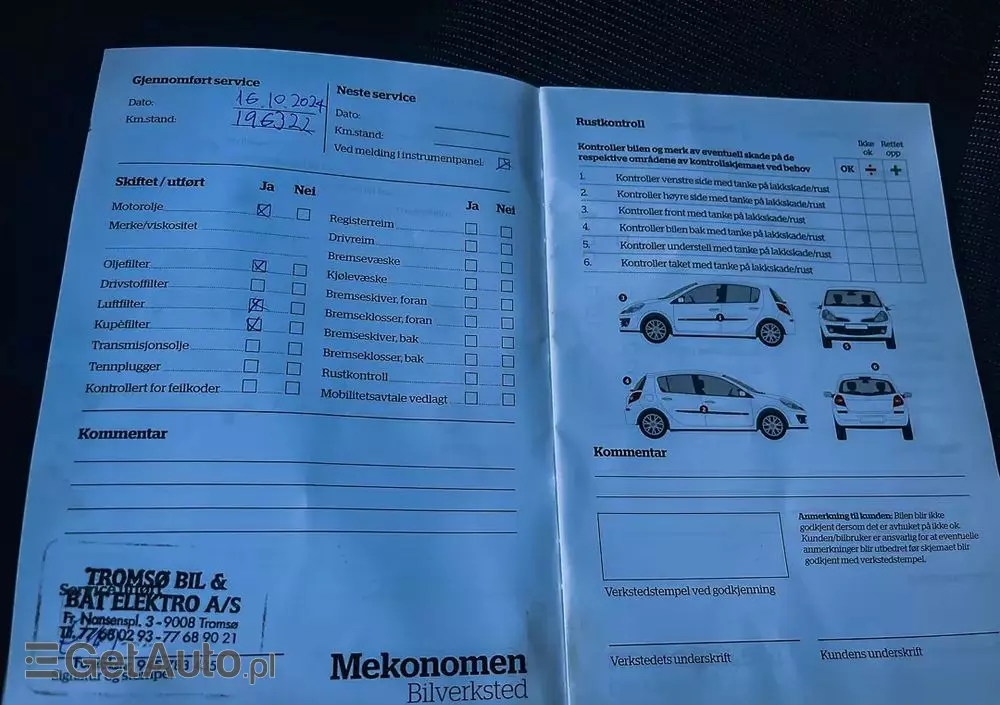 Gjennomført service
Dato: 16.10.2024
Km.stand: 196322
Neste service
Dato:
Km.stand:
Ved melding i instrumentpanel:
Skiftet / utført
Ja Nei
Motorolje
Merke/viskositet
Oljefilter
Drivstoffilter
Luftfilter
Kupèfilter
Transmisjonsolje
Tennplugger
Kontrollert for feilkoder
Ja Nei
Registerreim
Drivreim
Bremsevæske
Kjølevæske
Bremseskiver, foran
Bremseklosser, foran
Bremseskiver, bak
Bremseklosser, bak
Rustkontroll
Mobilitetsavtale vedlagt
Kommentar
TROMSØ BIL &
BÅT ELEKTRO A/S
Fr. Nansenspl. 3 - 9008 Tromsø
Tlf. 77 68 02 93 - 77 68 90 21
GetAuto.pl
Mekonomen
Bilverksted
Rustkontroll
Kontroller bilen og merk av eventuell skade på de
respektive områdene av kontrollskjemaet ved behov
OK
Ikke
ok
÷
Rettet
opp
+
1. Kontroller venstre side med tanke på lakkskade/rust
2. Kontroller høyre side med tanke på lakkskade/rust
3. Kontroller front med tanke på lakkskade/rust
4. Kontroller bilen bak med tanke på lakkskade/rust
5. Kontroller understell med tanke på lakkskade/rust
6. Kontroller taket med tanke på lakkskade/rust
Kommentar
Anmerkning til kunden: Bilen blir ikke
godkjent dersom det er avhuket på ikke ok.
Kunden/bilbruker er ansvarlig for at eventuelle
anmerkninger blir utbedret før skjemaet blir
godkjent med verkstedstempel.
Verkstedstempel ved godkjenning
Verkstedets underskrift
Kundens underskrift